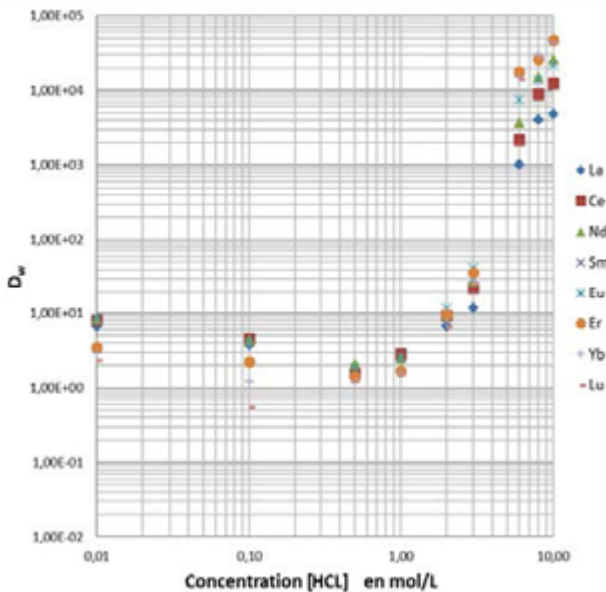 1,00E+05
1,00E+04
1,00E+03
1,00E+02
1,00E+01
1,00E+00
1,00E-01
1,00E-02
Dw
0,01 0,10 1,00 10,00
Concentration [HCL] en mol/L
La
Ce
Nd
Sm
Eu
Er
Yb
Lu